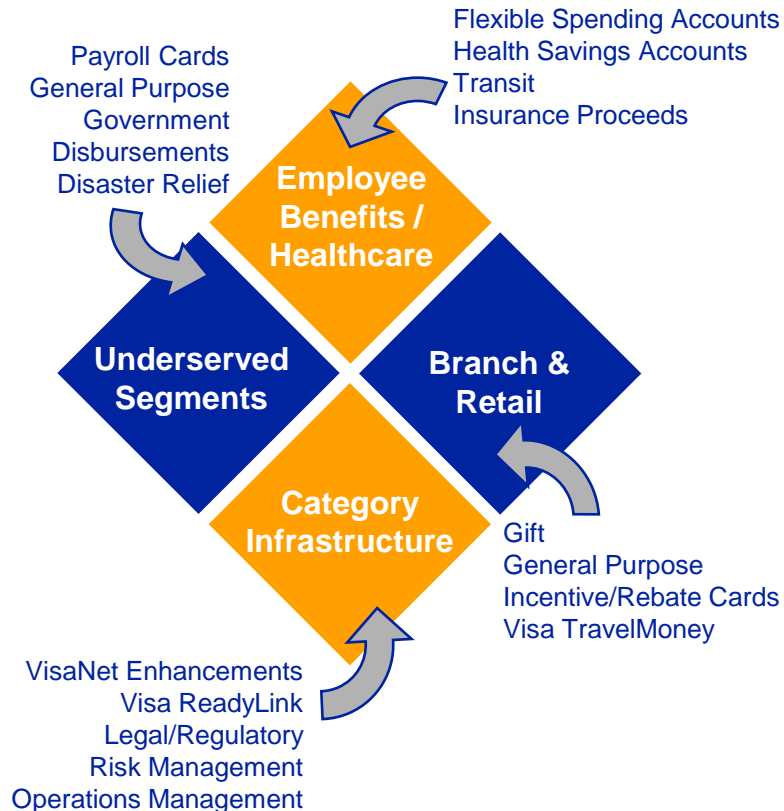 Flexible Spending Accounts
Health Savings Accounts
Transit
Insurance Proceeds
Payroll Cards
General Purpose
Government
Disbursements
Disaster Relief
Employee
Benefits /
Healthcare
Underserved
Segments
Branch &
Retail
Category
Infrastructure
Gift
General Purpose
Incentive/Rebate Cards
Visa TravelMoney
VisaNet Enhancements
Visa ReadyLink
Legal/Regulatory
Risk Management
Operations Management